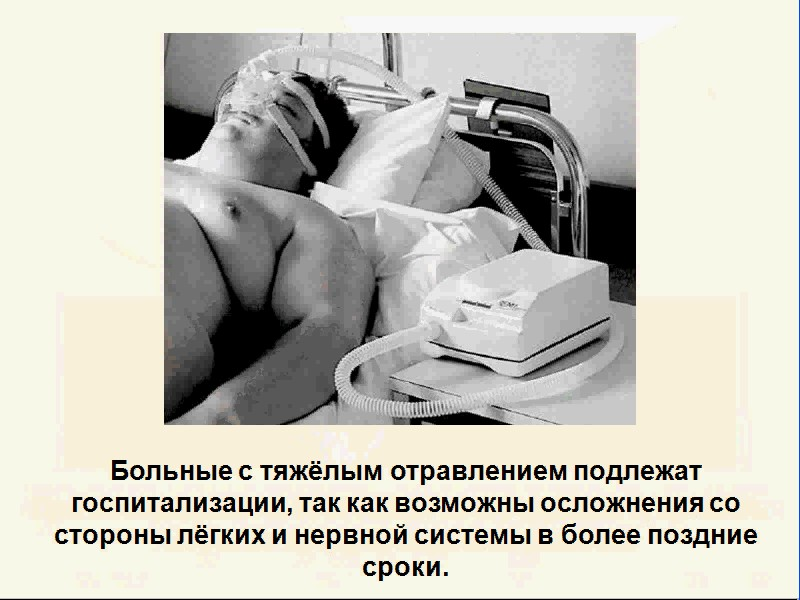 Больные с тяжёлым отравлением подлежат
госпитализации, так как возможны осложнения со
стороны лёгких и нервной системы в более поздние
сроки.